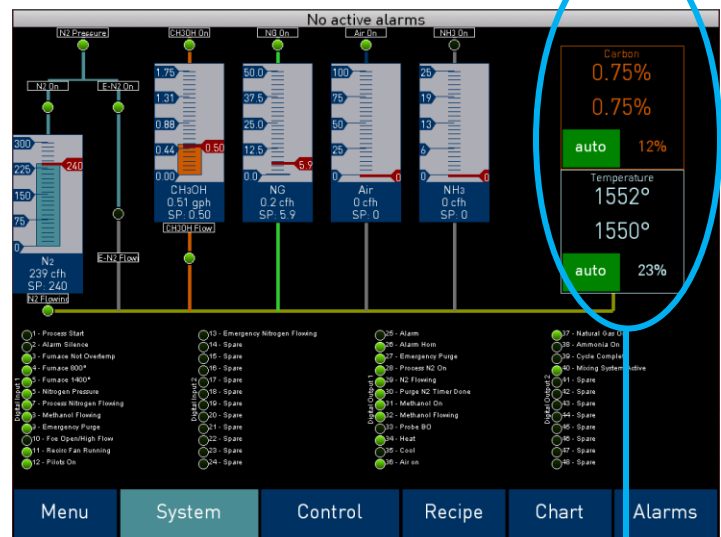 No active alarms
N2 Pressure
CH3OH On
NG On
Air On
NH3 On
N2 On
E-N2 On
300
225
150
75
0
240
N2
239 cfh
SP: 240
N2 Flowing
E-N2 Flow
1.75
1.31
0.88
0.44
0.00
0.50
CH3OH
0.51 gph
SP: 0.50
CH3OH Flow
50.0
37.5
25.0
12.5
0.0
5.9
NG
0.2 cfh
SP: 5.9
100
75
50
25
0
0
Air
0 cfh
SP: 0
25
19
13
6
0
0
NH3
0 cfh
SP: 0
Carbon
0.75%
0.75%
auto 12%
Temperature
1552°
1550°
auto 23%
Digital Input 1
1 - Process Start
2 - Alarm Silence
3 - Furnace Not Overtemp
4 - Furnace 800°
5 - Furnace 1400°
6 - Nitrogen Pressure
7 - Process Nitrogen Flowing
8 - Methanol Flowing
9 - Emergency Purge
10 - Foe Open/High Flow
11 - Recirc Fan Running
12 - Pilots On
Digital Input 2
13 - Emergency Nitrogen Flowing
14 - Spare
15 - Spare
16 - Spare
17 - Spare
18 - Spare
19 - Spare
20 - Spare
21 - Spare
22 - Spare
23 - Spare
24 - Spare
Digital Output 1
25 - Alarm
26 - Alarm Horn
27 - Emergency Purge
28 - Process N2 On
29 - N2 Flowing
30 - Purge N2 Timer Done
31 - Methanol On
32 - Methanol Flowing
33 - Probe BO
34 - Heat
35 - Cool
36 - Air on
Digital Output 2
37 - Natural Gas
38 - Ammonia On
39 - Cycle Complete
40 - Mixing System Active
41 - Spare
42 - Spare
43 - Spare
44 - Spare
45 - Spare
46 - Spare
47 - Spare
48 - Spare
Menu System Control Recipe Chart Alarms